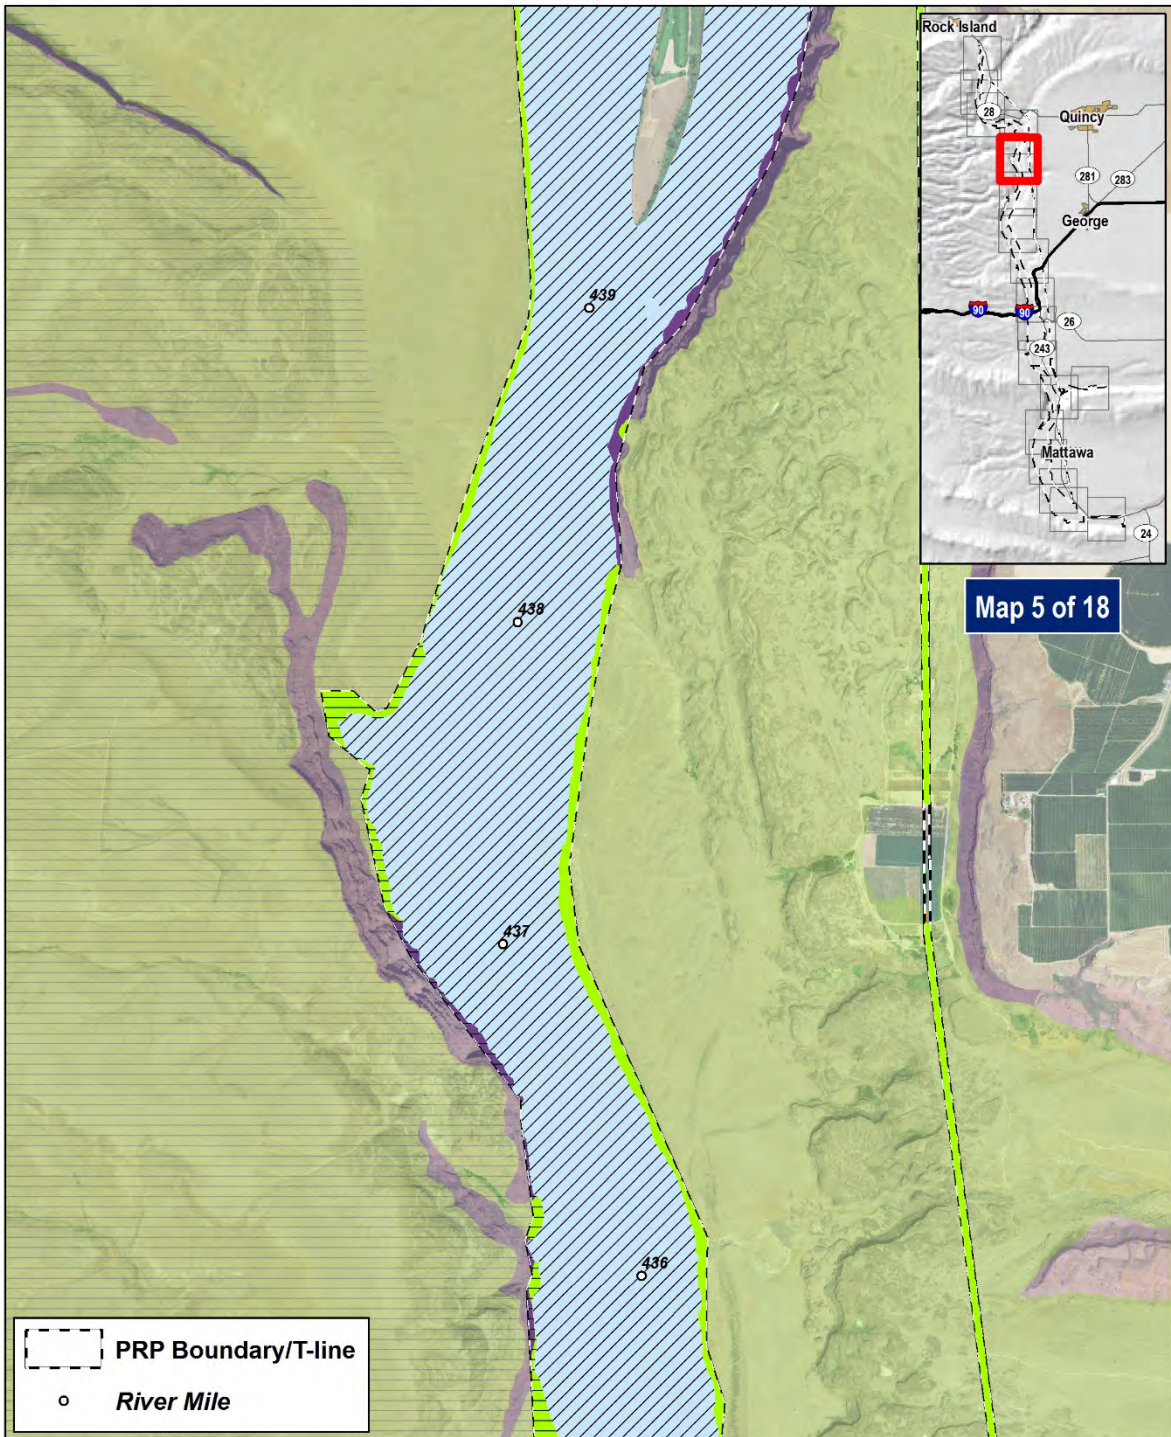 Rock Island
28
Quincy
281
283
George
90
90
26
243
Mattawa
24
Map 5 of 18
439
438
437
436
PRP Boundary/T-line
River Mile